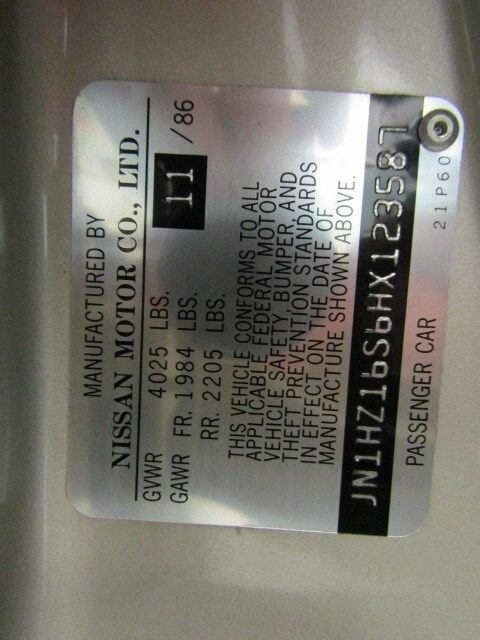 MANUFACTURED BY
NISSAN MOTOR CO., LTD.
11 /86
GVWR 4025 LBS.
GAWR FR. 1984 LBS.
RR. 2205 LBS.
THIS VEHICLE CONFORMS TO ALL
APPLICABLE FEDERAL MOTOR
VEHICLE SAFETY, BUMPER, AND
THEFT PREVENTION STANDARDS
IN EFFECT ON THE DATE OF
MANUFACTURE SHOWN ABOVE.
JN1HZ16S6HX123587
PASSENGER CAR
21P60